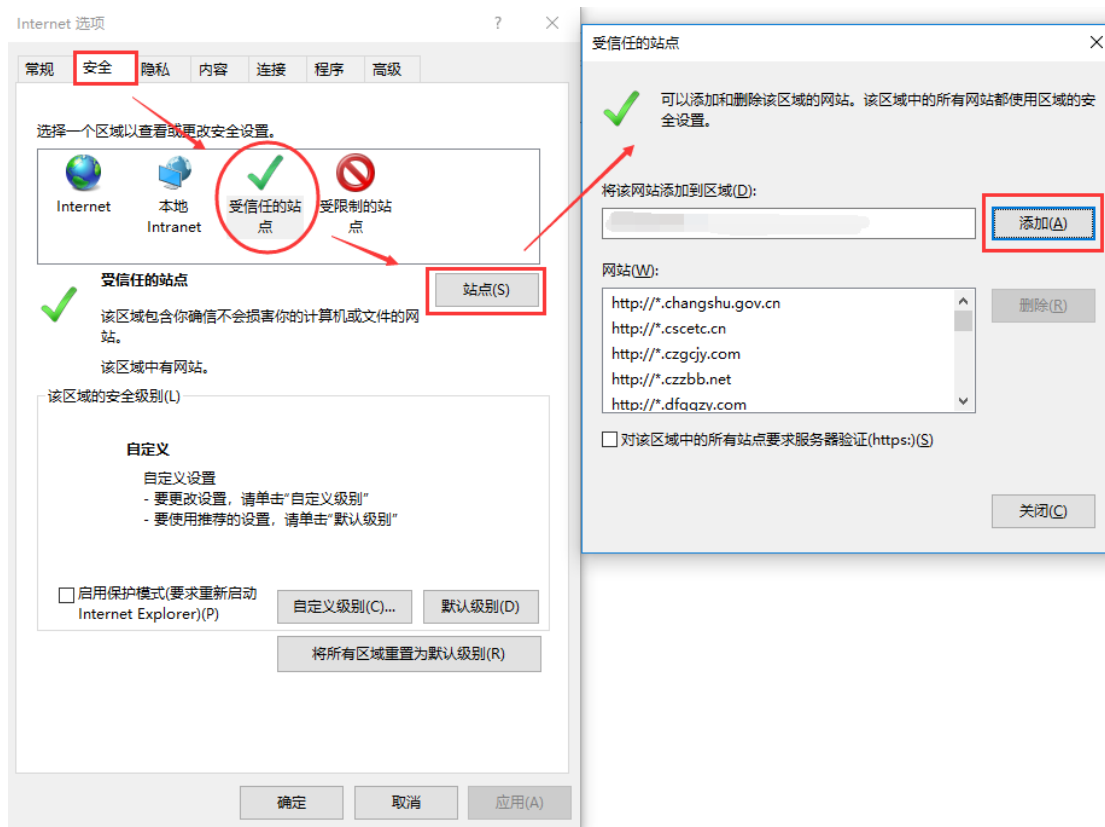 Internet 选项
常规 安全 隐私 内容 连接 程序 高级
选择一个区域以查看或更改安全设置。
Internet
本地
Intranet
受信任的站
点
受限制的站
点
受信任的站点
站点(S)
该区域包含你确信不会损害你的计算机或文件的网
站。
该区域中有网站。
该区域的安全级别(L)
自定义
自定义设置
- 要更改设置，请单击“自定义级别”
- 要使用推荐的设置，请单击“默认级别”
启用保护模式(要求重新启动
Internet Explorer)(P)
自定义级别(C)...
默认级别(D)
将所有区域重置为默认级别(R)
确定
取消
应用(A)
受信任的站点
可以添加和删除该区域的网站。该区域中的所有网站都使用区域的安
全设置。
将该网站添加到区域(D):
添加(A)
网站(W):
http://*.changshu.gov.cn
http://*.cscetc.cn
http://*.czgcjy.com
http://*.czzbb.net
http://*.dfggzy.com
删除(R)
对该区域中的所有站点要求服务器验证(https:)(S)
关闭(C)